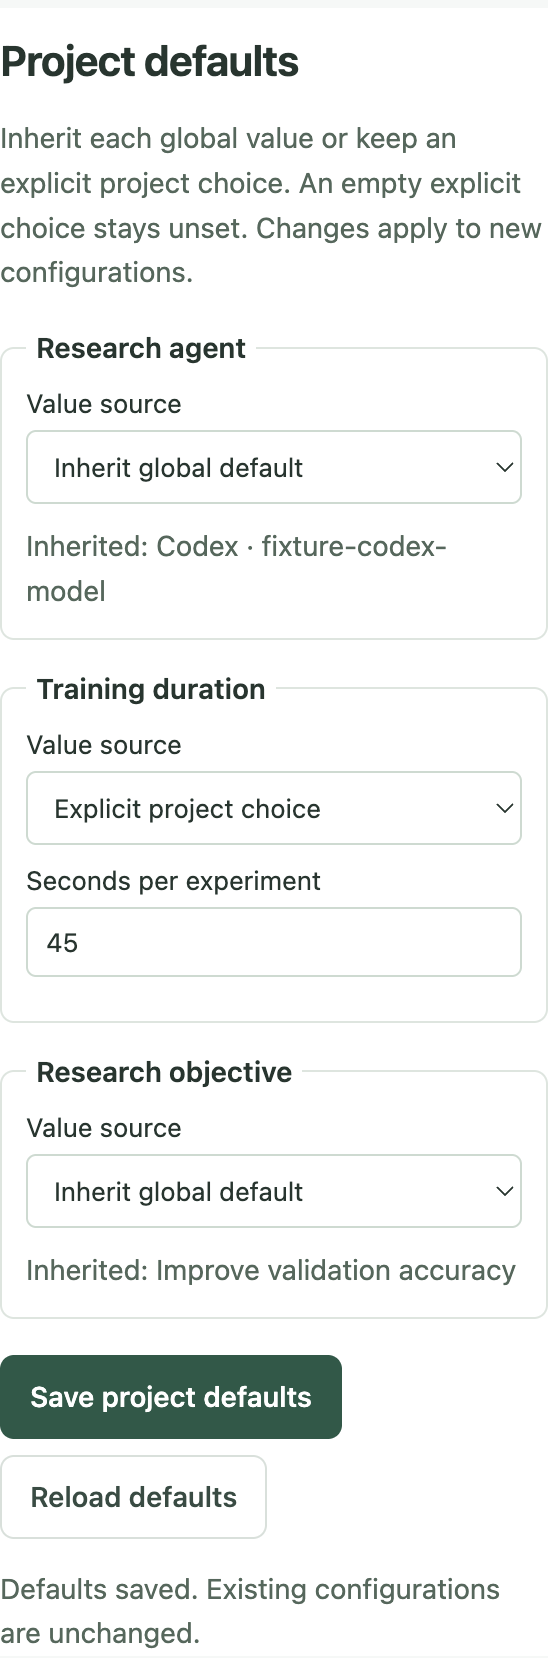 Project defaults
Inherit each global value or keep an
explicit project choice. An empty explicit
choice stays unset. Changes apply to new
configurations.
Research agent
Value source
Inherit global default
Inherited: Codex · fixture-codex-
model
Training duration
Value source
Explicit project choice
Seconds per experiment
45
Research objective
Value source
Inherit global default
Inherited: Improve validation accuracy
Save project defaults
Reload defaults
Defaults saved. Existing configurations
are unchanged.